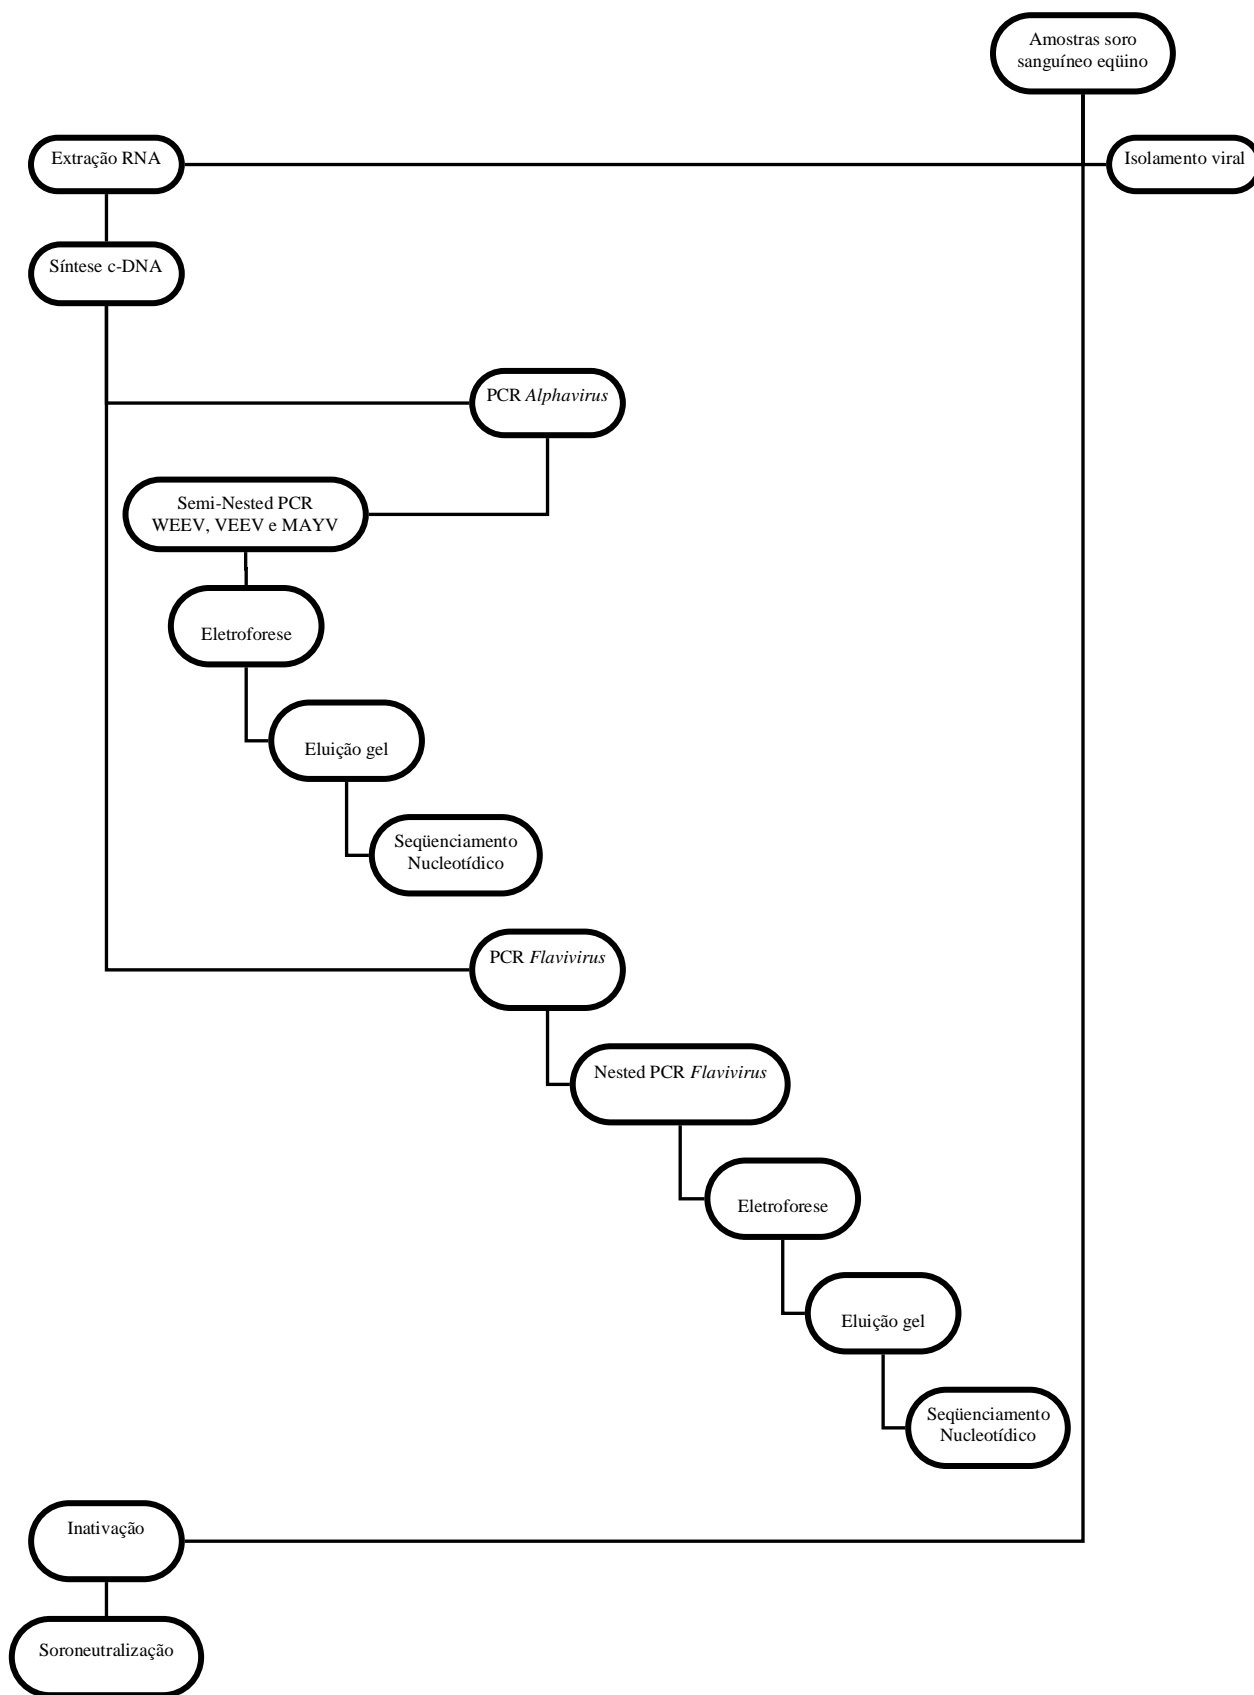 Amostras soro
sanguíneo eqüino
Extração RNA
Isolamento viral
Síntese c-DNA
PCR Alphavirus
Semi-Nested PCR
WEEV, VEEV e MAYV
Eletroforese
Eluição gel
Seqüenciamento
Nucleotídico
PCR Flavivirus
Nested PCR Flavivirus
Eletroforese
Eluição gel
Seqüenciamento
Nucleotídico
Inativação
Soroneutralização